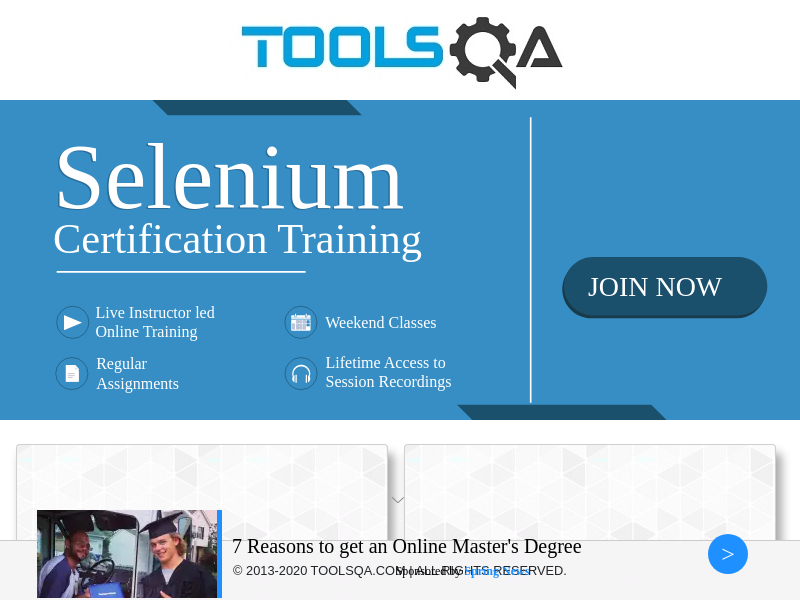 TOOLSQA
Selenium
Certification Training
JOIN NOW
Live Instructor led
Online Training
Weekend Classes
Regular
Assignments
Lifetime Access to
Session Recordings
7 Reasons to get an Online Master's Degree
© 2013-2020 TOOLSQA.COM | ALL RIGHTS RESERVED.
Sponsored by
>